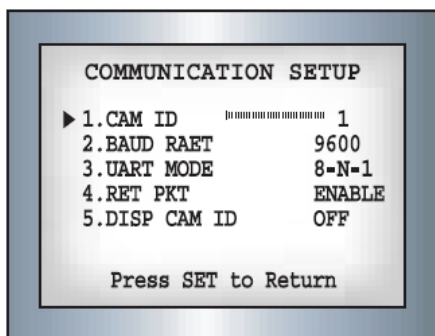 COMMUNICATION SETUP
▶ 1.CAM ID 1
2.BAUD RAET 9600
3.UART MODE 8-N-1
4.RET PKT ENABLE
5.DISP CAM ID OFF
Press SET to Return